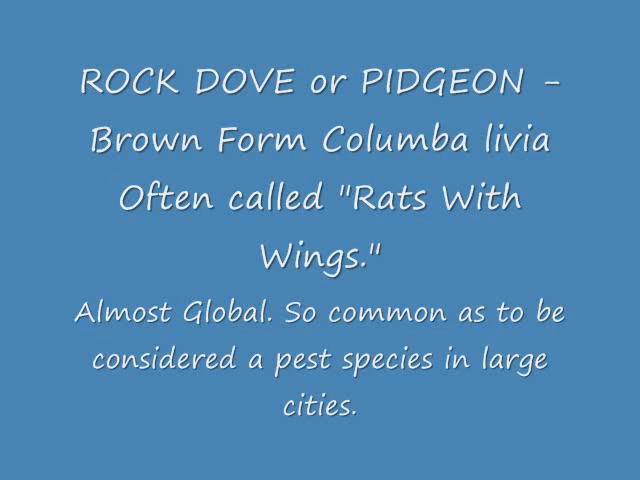 ROCK DOVE or PIDGEON -
Brown Form Columba livia
Often called "Rats With
Wings."
Almost Global. So common as to be
considered a pest species in large
cities.